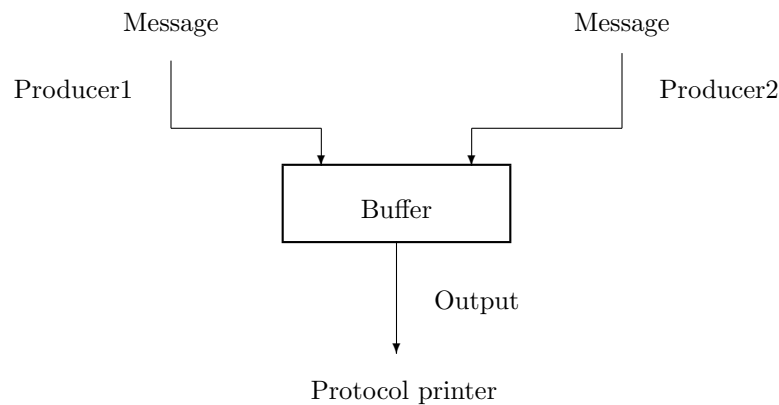 Message
Message
Producer1
Producer2
Buffer
Output
Protocol printer